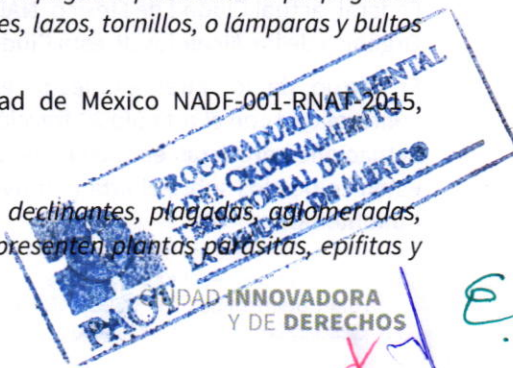 es, lazos, tornillos, o lámparas y bultos
ad de México NADF-001-RNAT-2015,
PROCURADURÍA AMBIENTAL
DEL ORDENAMIENTO
TERRITORIAL DE
LA CIUDAD DE MÉXICO
PAOT
declinantes, plagadas, aglomeradas,
presenten plantas parásitas, epífitas y
CIUDAD INNOVADORA
Y DE DERECHOS